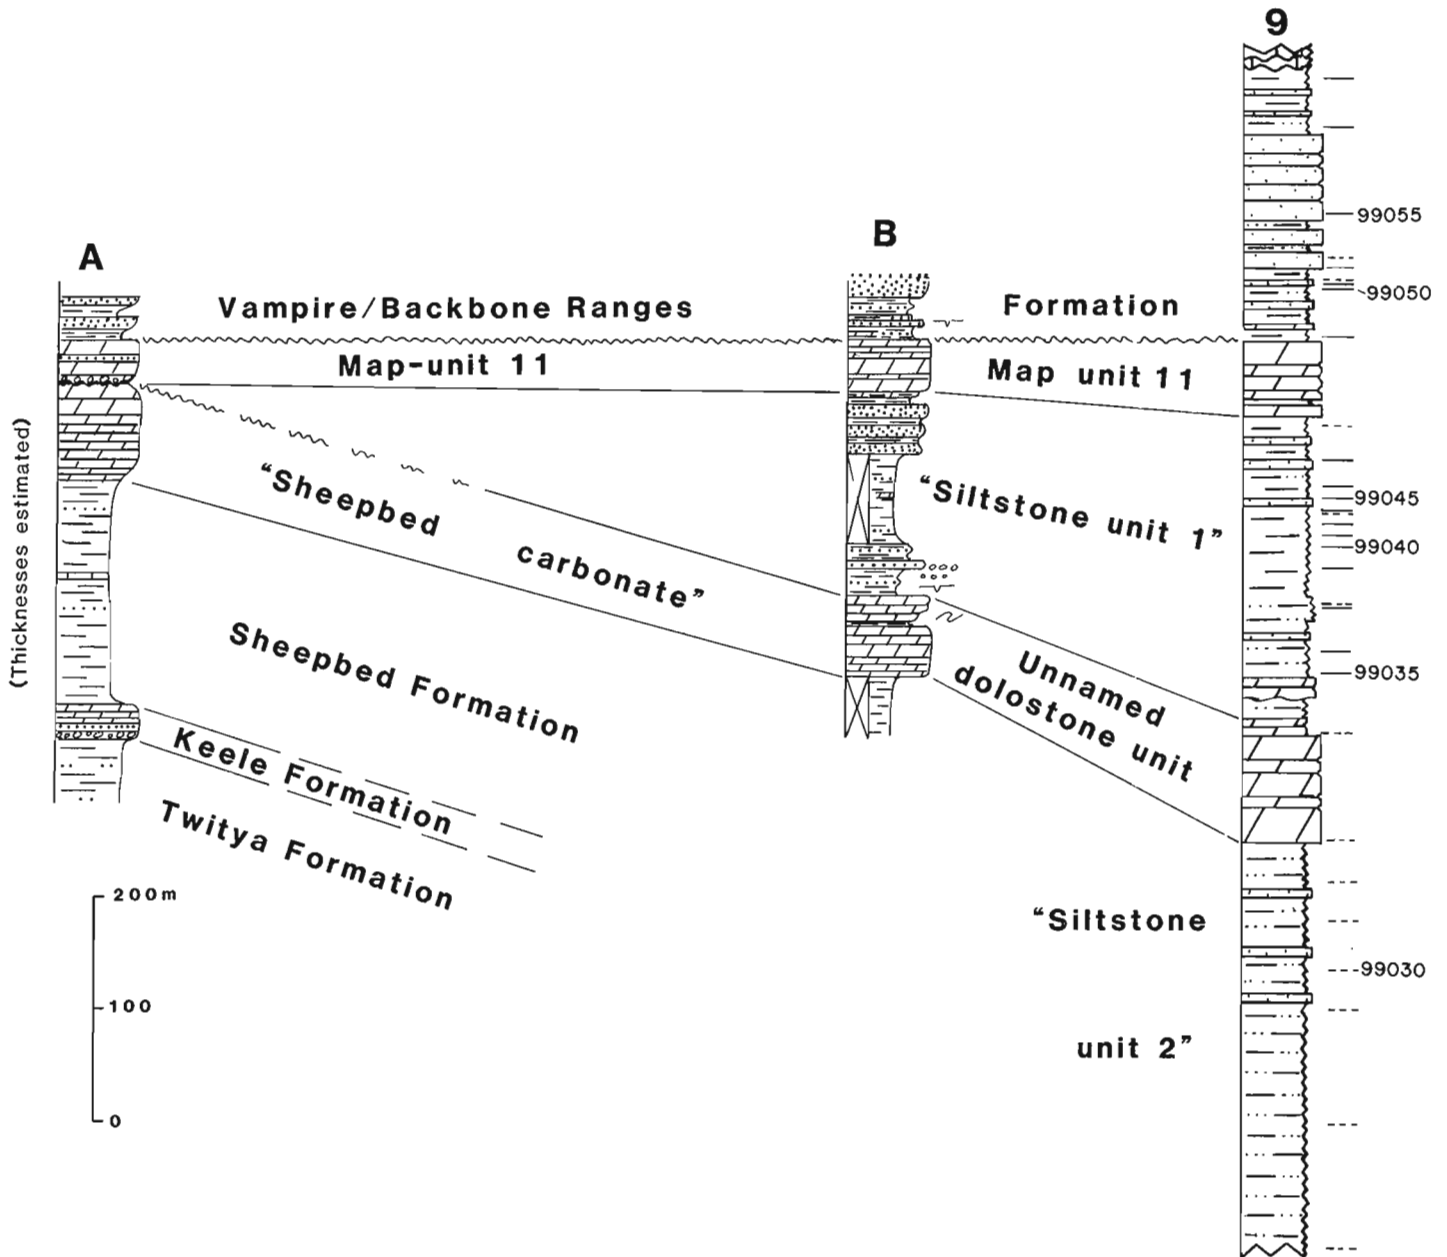 9
A
B
Vampire/Backbone Ranges
Formation
Map-unit 11
Map unit 11
(Thicknesses estimated)
"Sheepbed
carbonate"
"Siltstone unit 1"
Sheepbed Formation
Unnamed
dolostone unit
Keele Formation
Twitya Formation
"Siltstone
unit 2"
200m
100
0
99055
99050
99045
99040
99035
99030